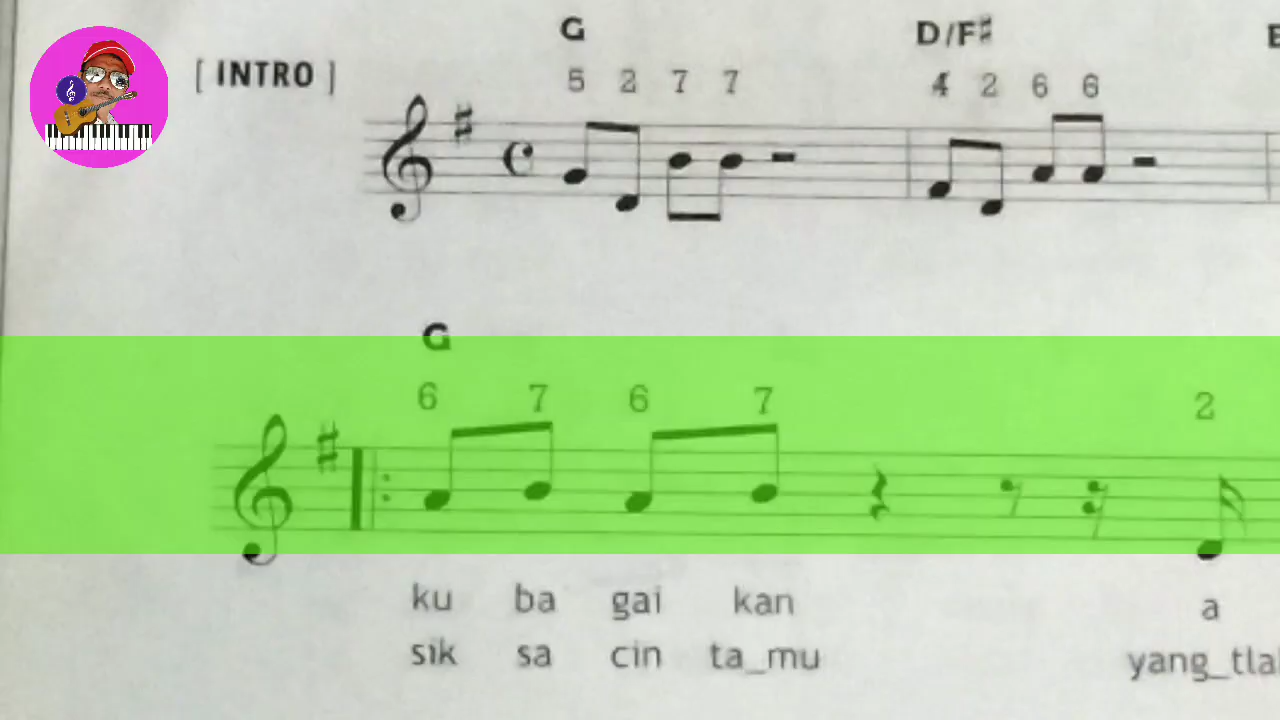 G D/F♯
[ INTRO ] 5 2 7 7 4 2 6 6
G
6 7 6 7 2
ku ba gai kan a
sik sa cin ta_mu